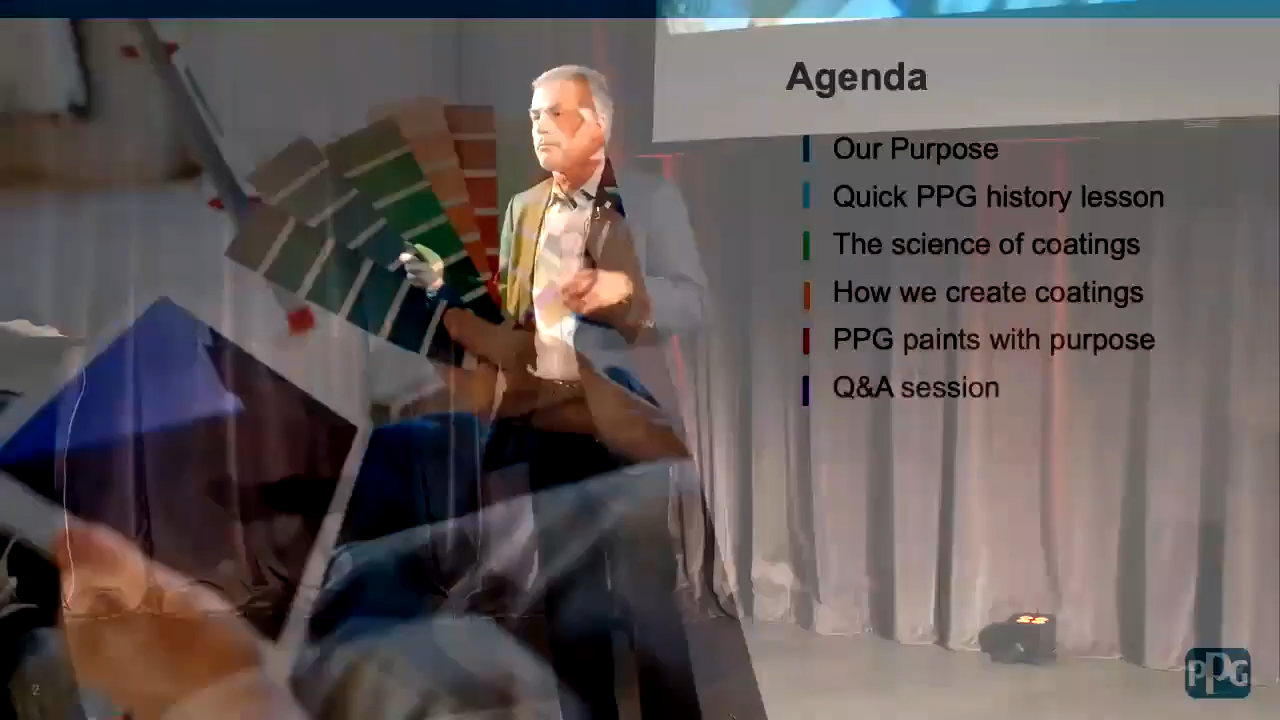 Agenda
Our Purpose
Quick PPG history lesson
The science of coatings
How we create coatings
PPG paints with purpose
Q&A session
2
PPG